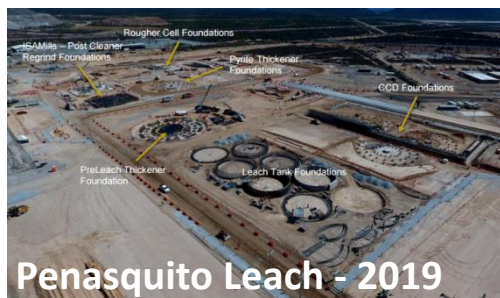 Rougher Cell Foundations
ISAMills – Post Cleaner
Regrind Foundations
Pyrite Thickener
Foundations
CCD Foundations
PreLeach Thickener
Foundation
Leach Tank Foundations
Penasquito Leach - 2019